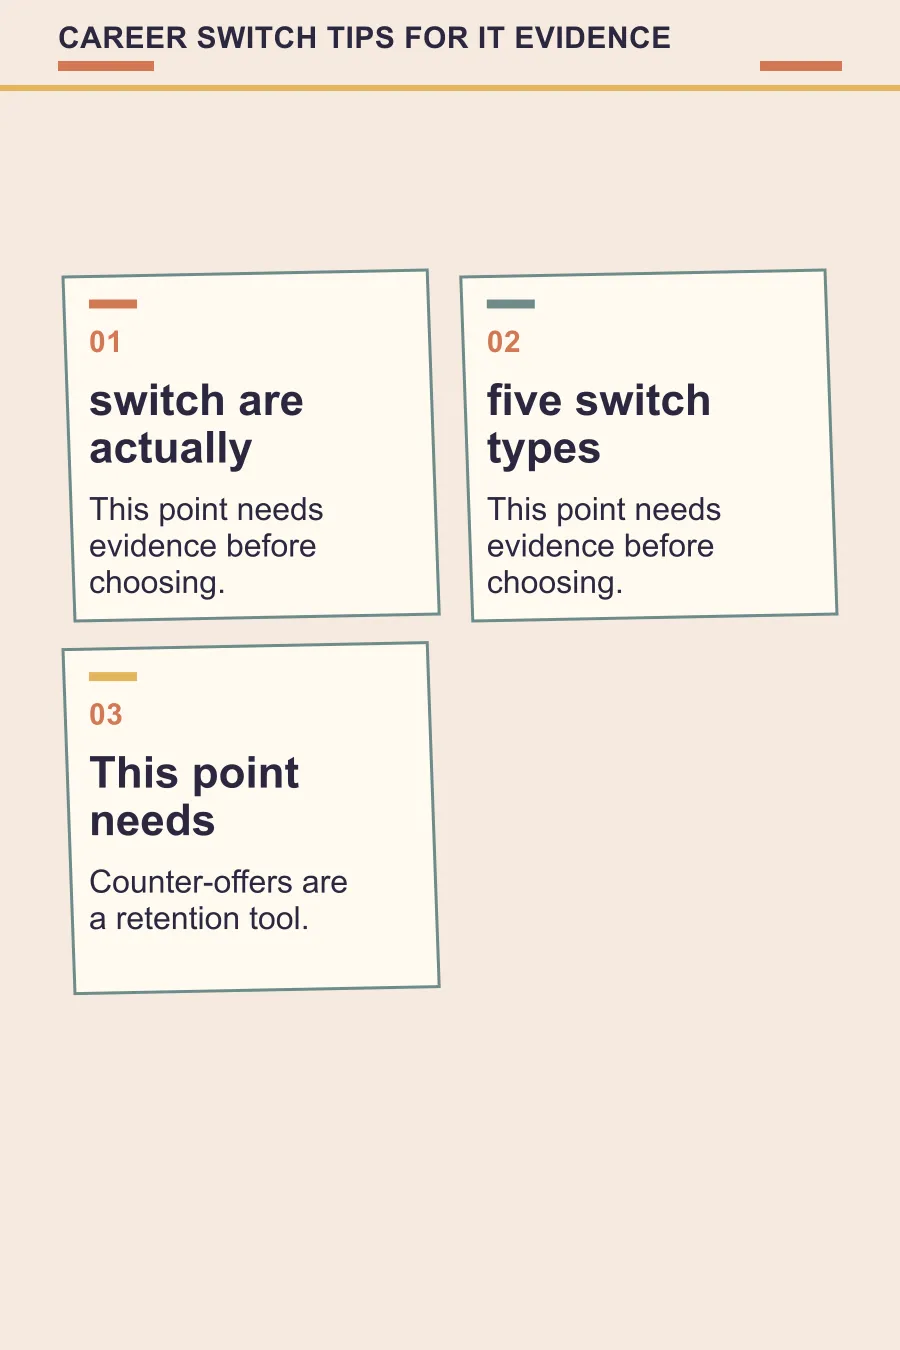 CAREER SWITCH TIPS FOR IT EVIDENCE
01
switch are
actually
This point needs
evidence before
choosing.
02
five switch
types
This point needs
evidence before
choosing.
03
This point
needs
Counter-offers are
a retention tool.